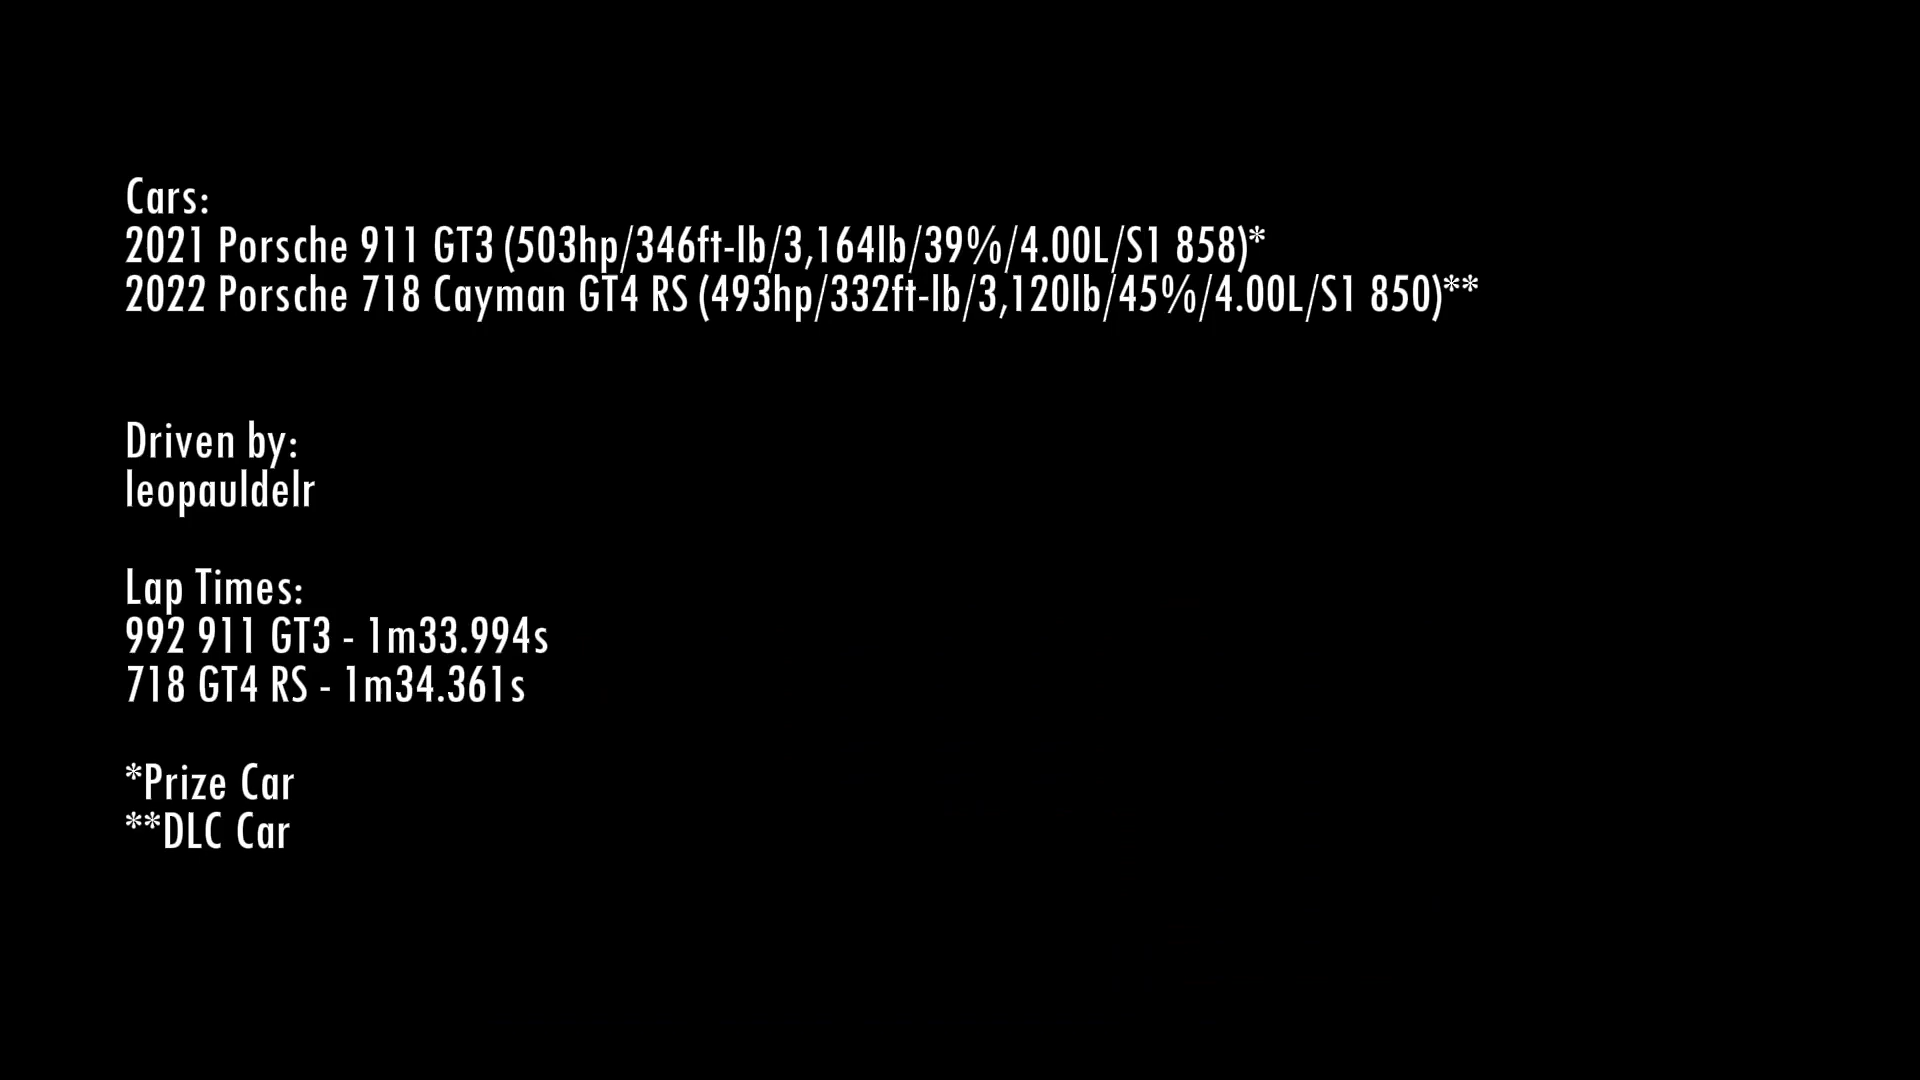 Cars:
2021 Porsche 911 GT3 (503hp/346ft-lb/3,164lb/39%/4.00L/S1 858)*
2022 Porsche 718 Cayman GT4 RS (493hp/332ft-lb/3,120lb/45%/4.00L/S1 850)**
Driven by:
leopauldelr
Lap Times:
992 911 GT3 - 1m33.994s
718 GT4 RS - 1m34.361s
*Prize Car
**DLC Car